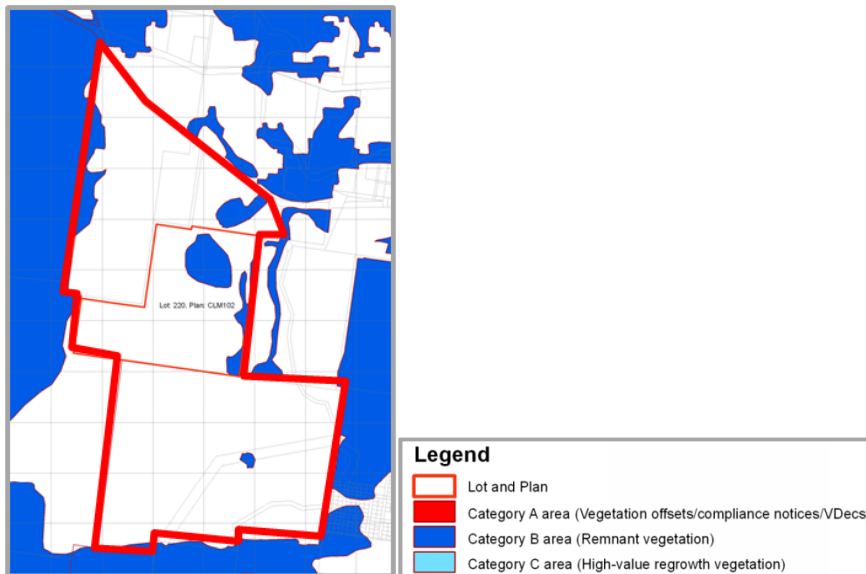 Lot: 220, Plan: CLM102
Legend
Lot and Plan
Category A area (Vegetation offsets/compliance notices/VDecs
Category B area (Remnant vegetation)
Category C area (High-value regrowth vegetation)